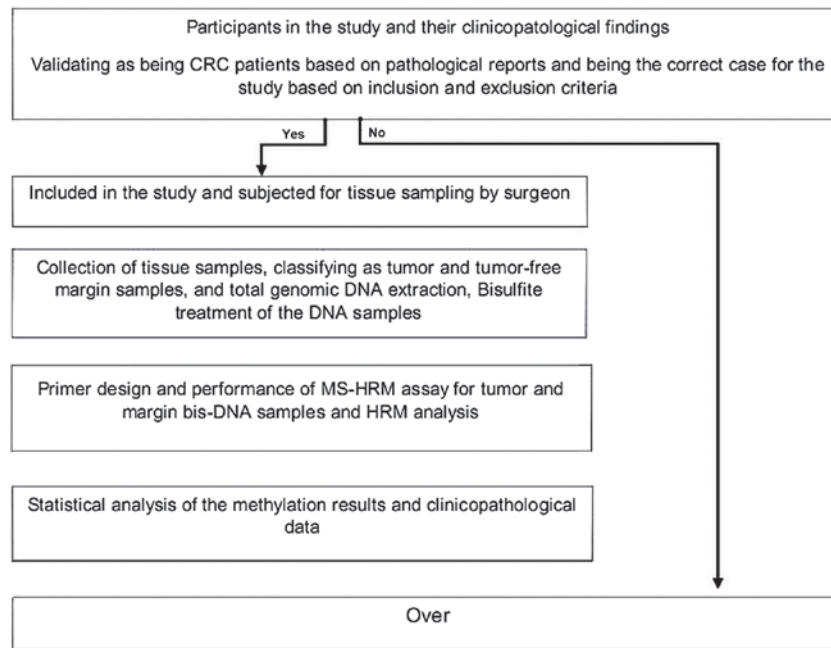 Participants in the study and their clinicopatological findings
Validating as being CRC patients based on pathological reports and being the correct case for the
study based on inclusion and exclusion criteria
Yes
No
Included in the study and subjected for tissue sampling by surgeon
Collection of tissue samples, classifying as tumor and tumor-free
margin samples, and total genomic DNA extraction, Bisulfite
treatment of the DNA samples
Primer design and performance of MS-HRM assay for tumor and
margin bis-DNA samples and HRM analysis
Statistical analysis of the methylation results and clinicopathological
data
Over